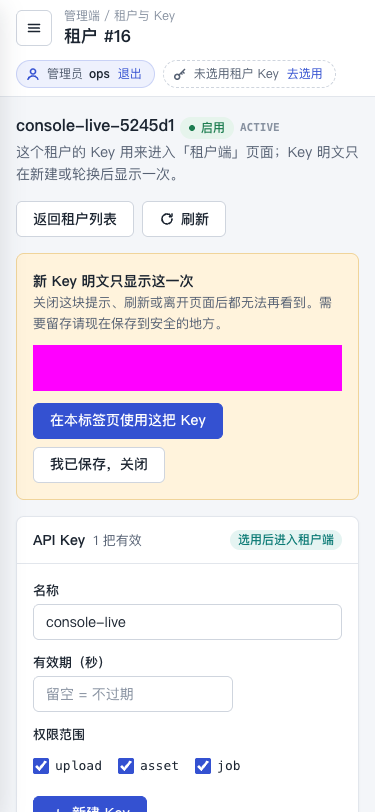 管理端 / 租户与 Key
租户 #16
管理员 ops 退出
未选用租户 Key 去选用
console-live-5245d1 启用 ACTIVE
这个租户的 Key 用来进入「租户端」页面；Key 明文只
在新建或轮换后显示一次。
返回租户列表
刷新
新 Key 明文只显示这一次
关闭这块提示、刷新或离开页面后都无法再看到。需
要留存请现在保存到安全的地方。
在本标签页使用这把 Key
我已保存，关闭
API Key 1 把有效
选用后进入租户端
名称
console-live
有效期（秒）
留空 = 不过期
权限范围
upload asset job
+ 新建 Key